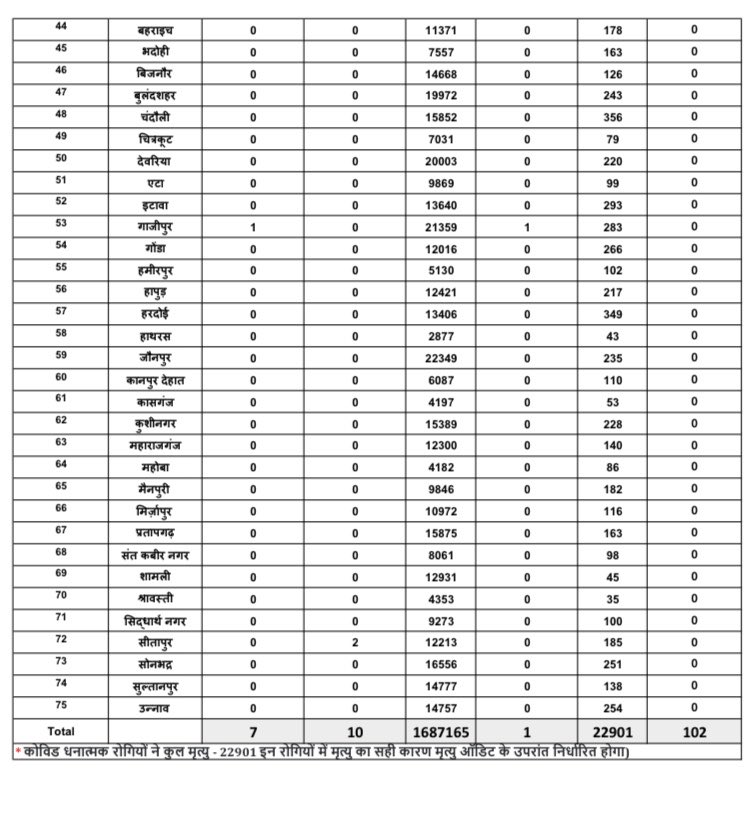 44 बहराइच 0 0 11371 0 178 0
45 भदोही 0 0 7557 0 163 0
46 बिजनौर 0 0 14668 0 126 0
47 बुलंदशहर 0 0 19972 0 243 0
48 चंदौली 0 0 15852 0 356 0
49 चित्रकूट 0 0 7031 0 79 0
50 देवरिया 0 0 20003 0 220 0
51 एटा 0 0 9869 0 99 0
52 इटावा 0 0 13640 0 293 0
53 गाजीपुर 1 0 21359 1 283 0
54 गोंडा 0 0 12016 0 266 0
55 हमीरपुर 0 0 5130 0 102 0
56 हापुड़ 0 0 12421 0 217 0
57 हरदोई 0 0 13406 0 349 0
58 हाथरस 0 0 2877 0 43 0
59 जौनपुर 0 0 22349 0 235 0
60 कानपुर देहात 0 0 6087 0 110 0
61 कासगंज 0 0 4197 0 53 0
62 कुशीनगर 0 0 15389 0 228 0
63 महाराजगंज 0 0 12300 0 140 0
64 महोबा 0 0 4182 0 86 0
65 मैनपुरी 0 0 9846 0 182 0
66 मिर्ज़ापुर 0 0 10972 0 116 0
67 प्रतापगढ़ 0 0 15875 0 163 0
68 संत कबीर नगर 0 0 8061 0 98 0
69 शामली 0 0 12931 0 45 0
70 श्रावस्ती 0 0 4353 0 35 0
71 सिद्धार्थ नगर 0 0 9273 0 100 0
72 सीतापुर 0 2 12213 0 185 0
73 सोनभद्र 0 0 16556 0 251 0
74 सुल्तानपुर 0 0 14777 0 138 0
75 उन्नाव 0 0 14757 0 254 0
Total 7 10 1687165 1 22901 102
* कोविड धनात्मक रोगियों ने कुल मृत्यु - 22901 इन रोगियों में मृत्यु का सही कारण मृत्यु ऑडिट के उपरांत निर्धारित होगा)